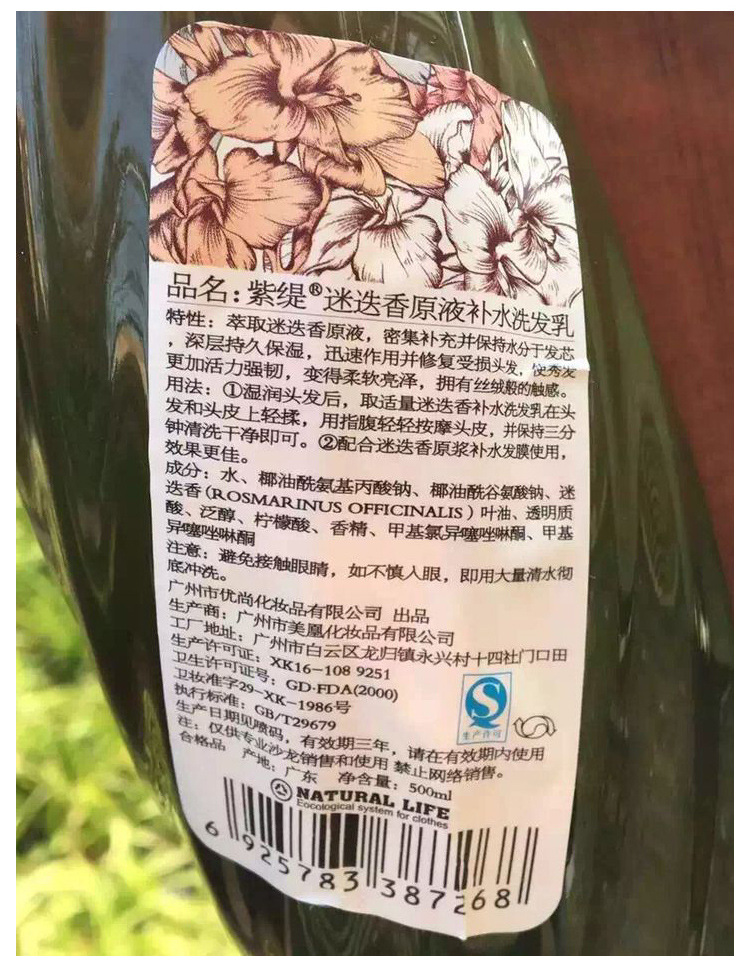 品名：紫缇®迷迭香原液补水洗发乳
特性：萃取迷迭香原液，密集补充并保持水分于发芯
，深层持久保湿，迅速作用并修复受损头发，使秀发
更加活力强韧，变得柔软亮泽，拥有丝绒般的触感。
用法：①湿润头发后，取适量迷迭香补水洗发乳在头
发和头皮上轻揉，用指腹轻轻按摩头皮，并保持三分
钟清洗干净即可。②配合迷迭香原浆补水发膜使用，
效果更佳。
成分：水、椰油酰氨基丙酸钠、椰油酰谷氨酸钠、迷
迭香（ROSMARINUS OFFICINALIS）叶油、透明质
酸、泛醇、柠檬酸、香精、甲基氯异噻唑啉酮、甲基
异噻唑啉酮
注意：避免接触眼睛，如不慎入眼，即用大量清水彻
底冲洗。
广州市优尚化妆品有限公司 出品
生产商：广州市美凰化妆品有限公司
工厂地址：广州市白云区龙归镇永兴村十四社门口田
生产许可证：XK16-108 9251
卫生许可证号：GD·FDA(2000)
卫妆准字29-XK-1986号
执行标准：GB/T29679
生产日期见喷码，有效期三年，请在有效期内使用
注：仅供专业沙龙销售和使用 禁止网络销售。
合格品 产地：广东 净含量：500ml
生产许可
NATURAL LIFE
Eocological system for clothes
6 925783 387268